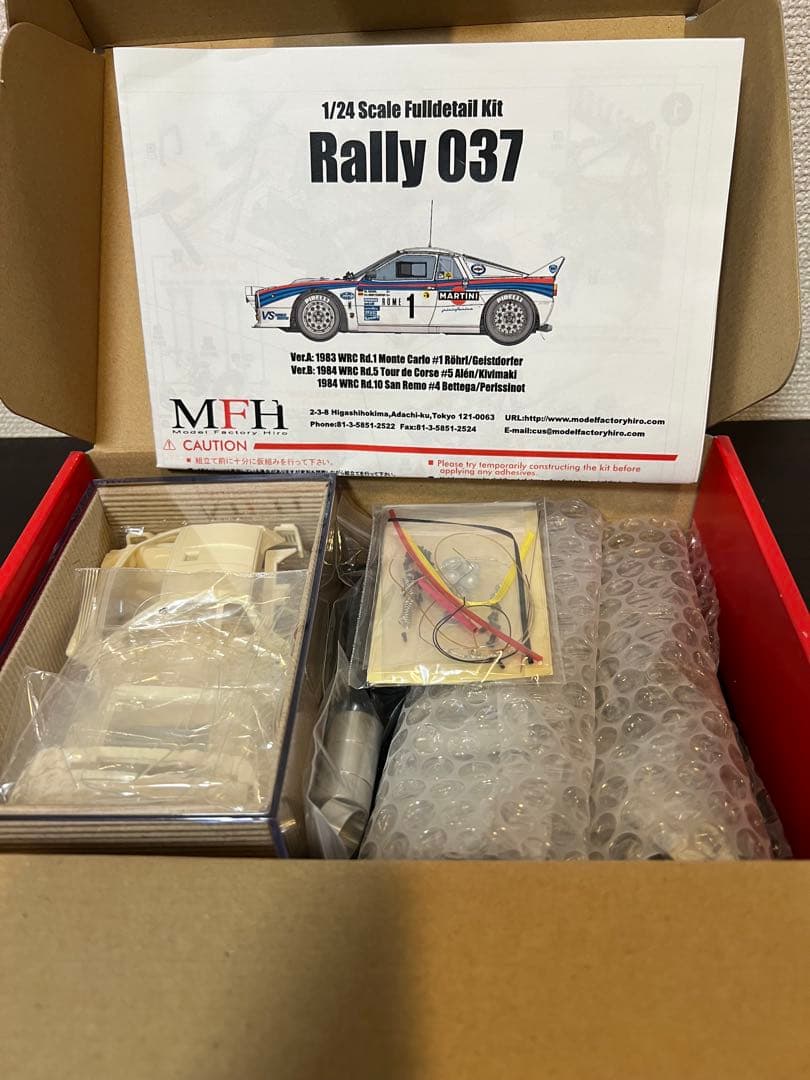 1/24 Scale Fulldetail Kit
Rally 037
ROME
1
MARTINI
PIRELLI
PIRELLI
VS
Ver.A: 1983 WRC Rd.1 Monte Carlo #1 Röhrl/Geistdorfer
Ver.B: 1984 WRC Rd.5 Tour de Corse #5 Alén/Kivimaki
1984 WRC Rd.10 San Remo #4 Bettega/Perissinot
MFH
Model Factory Hiro
2-3-8 Higashihokima,Adachi-ku,Tokyo 121-0063 URL:http://www.modelfactoryhiro.com
Phone:81-3-5851-2522 Fax:81-3-5851-2524 E-mail:cus@modelfactoryhiro.com
CAUTION
■ 組立て前に十分に仮組みを行って下さい。
■ Please try temporarily constructing the kit before
applying any adhesives.